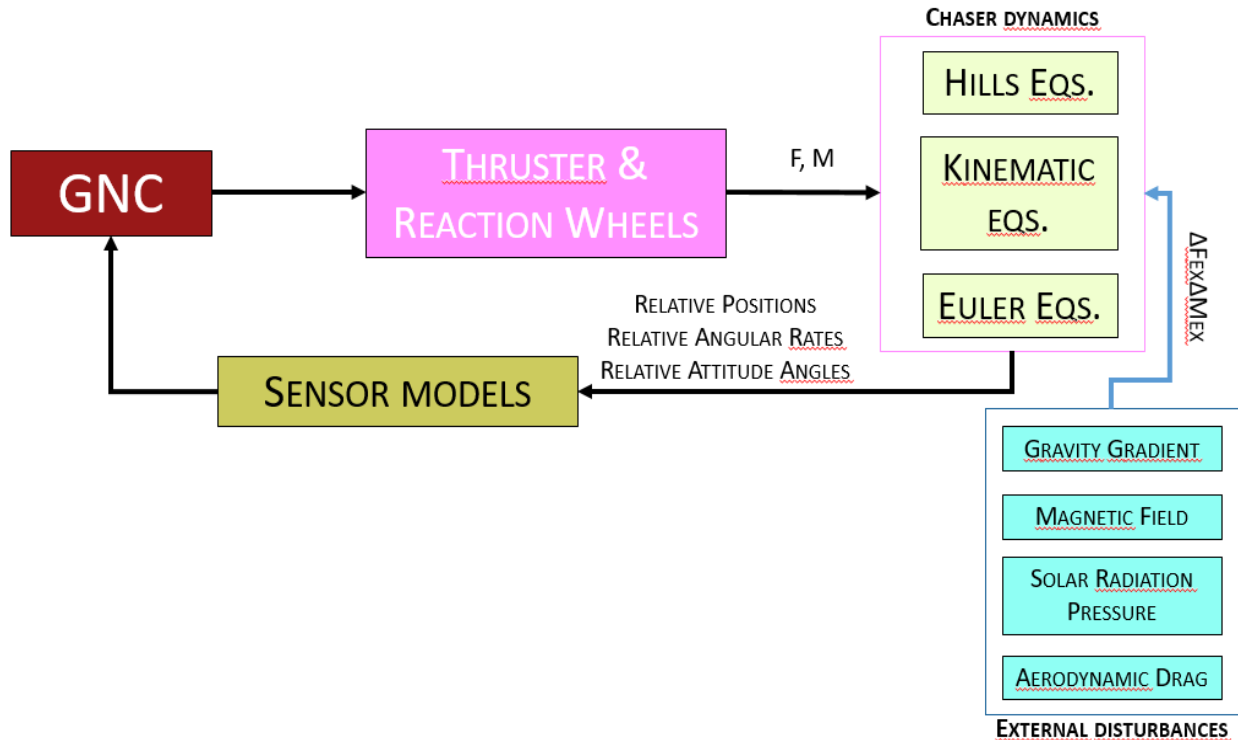 CHASER DYNAMICS
HILLS EQS.
KINEMATIC
EQS.
EULER EQS.
GNC
THRUSTER &
REACTION WHEELS
F, M
ΔFEXΔMEX
RELATIVE POSITIONS
RELATIVE ANGULAR RATES
RELATIVE ATTITUDE ANGLES
SENSOR MODELS
GRAVITY GRADIENT
MAGNETIC FIELD
SOLAR RADIATION
PRESSURE
AERODYNAMIC DRAG
EXTERNAL DISTURBANCES